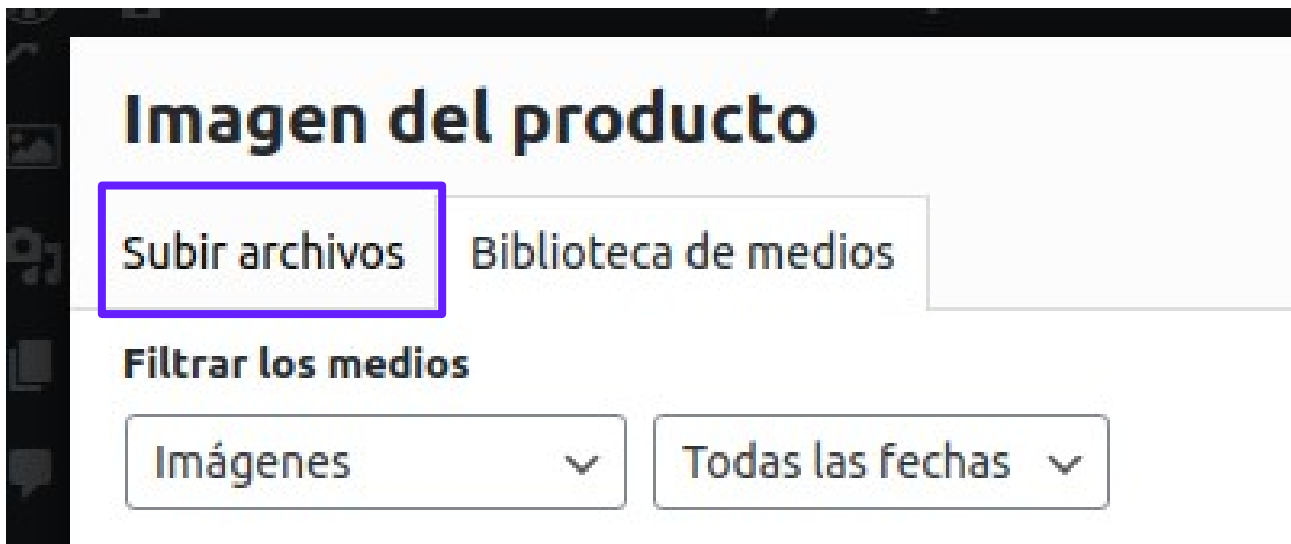 Imagen del producto
Subir archivos Biblioteca de medios
Filtrar los medios
Imágenes Todas las fechas